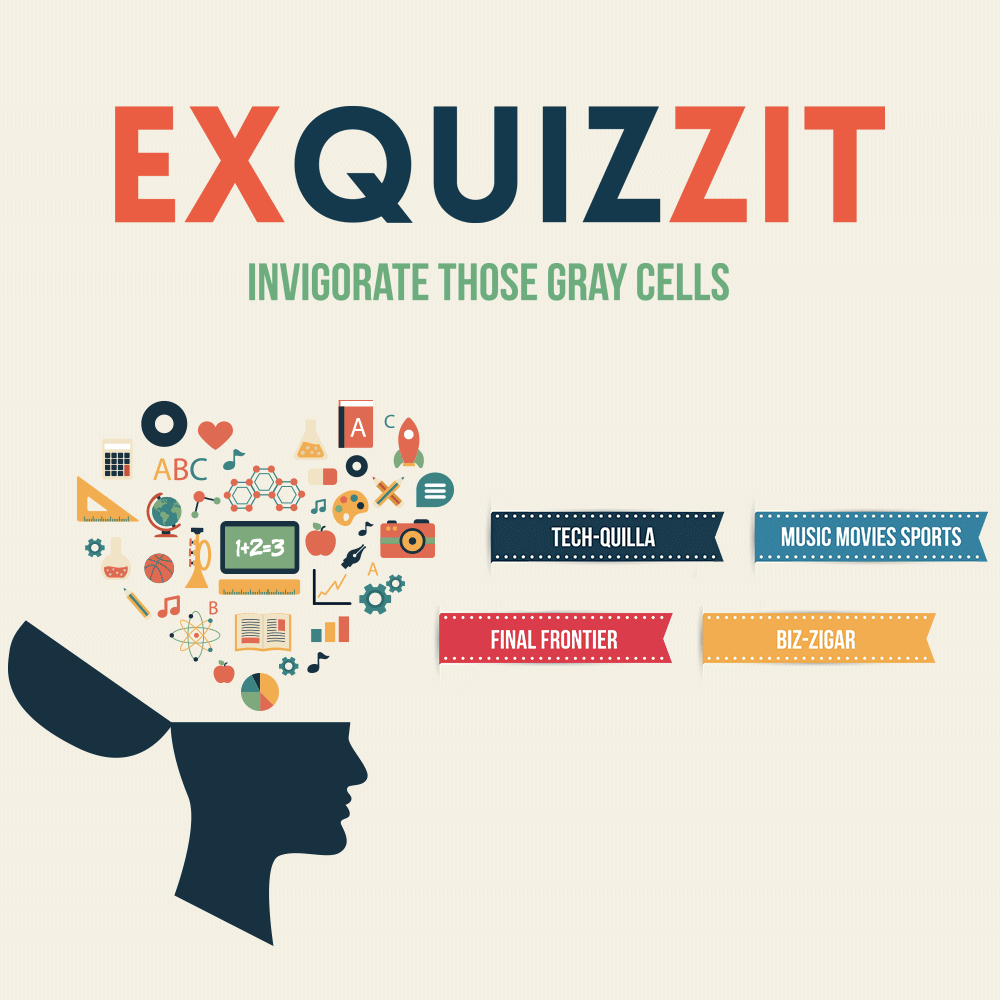 EXQUIZZIT
INVIGORATE THOSE GRAY CELLS
A
C
ABC
1+2=3
A
B
TECH-QUILLA
MUSIC MOVIES SPORTS
FINAL FRONTIER
BIZ-ZIGAR